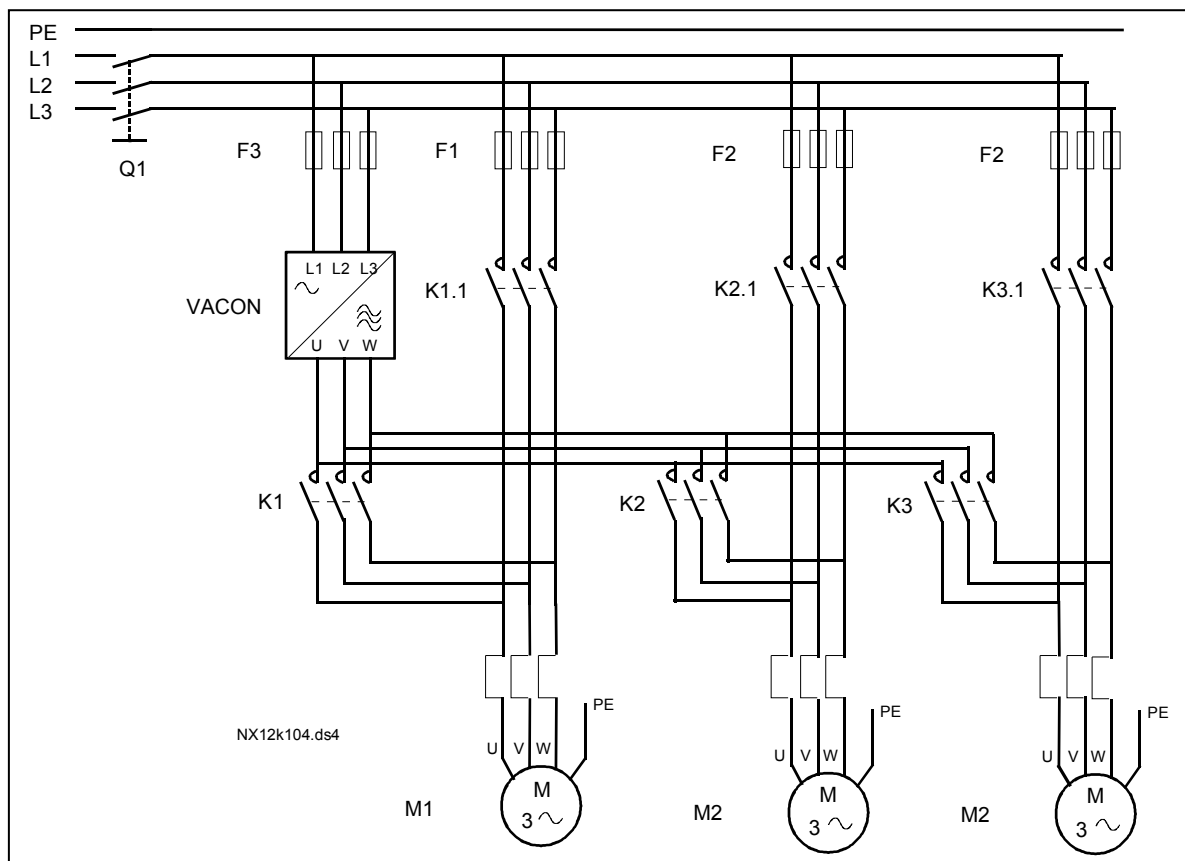 PE
L1
L2
L3
Q1
F3
F1
F2
F2
L1 L2 L3
VACON
U V W
K1.1
K2.1
K3.1
K1
K2
K3
NX12k104.ds4
PE
PE
PE
U V W
U V W
U V W
M1
M
3
M2
M
3
M2
M
3